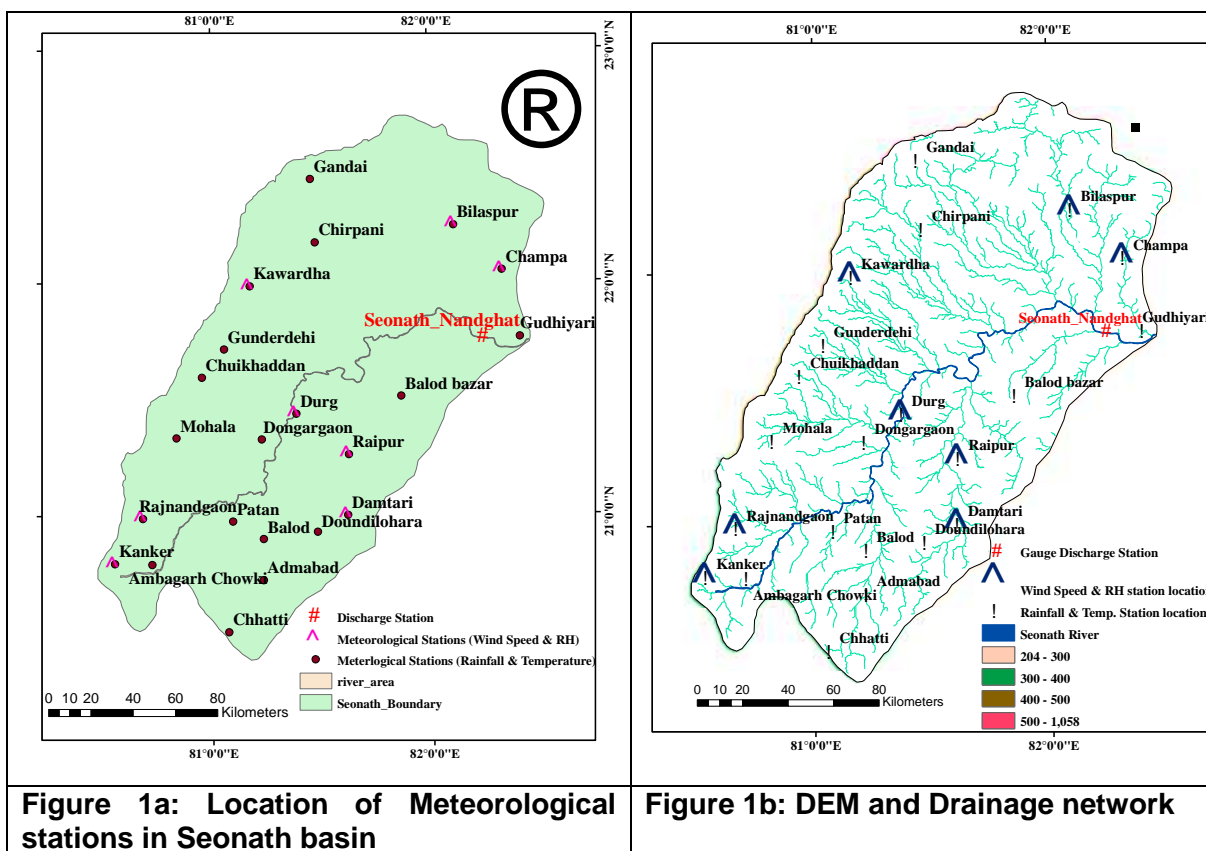 81°0'0"E 82°0'0"E
23°0'0"N
®
Gandai
Bilaspur
Chirpani
Champa
Kawardha
22°0'0"N
Seonath_Nandghat
#
Gudhiyari
Gunderdehi
Chuikhaddan
Balod bazar
Durg
Mohala
Dongargaon
Raipur
Rajnandgaon
Patan
Damtari
21°0'0"N
Balod
Doundilohara
Kanker
Ambagarh Chowki
Admabad
Chhatti
# Discharge Station
^ Meteorological Stations (Wind Speed & RH)
Meterlogical Stations (Rainfall & Temperature)
river_area
Seonath_Boundary
0 10 20 40 60 80
Kilometers
81°0'0"E 82°0'0"E
Figure 1a: Location of Meteorological
stations in Seonath basin
81°0'0"E 82°0'0"E
Gandai
Bilaspur
Chirpani
Champa
Kawardha
Seonath_Nandghat
#
Gudhiyari
Gunderdehi
Chuikhaddan
Balod bazar
Durg
Mohala
Dongargaon
Raipur
Rajnandgaon
Patan
Damtari
Doundilohara
Balod
Kanker
Ambagarh Chowki
Admabad
Chhatti
# Gauge Discharge Station
^ Wind Speed & RH station location
! Rainfall & Temp. Station location
Seonath River
204 - 300
300 - 400
400 - 500
500 - 1,058
0 10 20 40 60 80
Kilometers
81°0'0"E 82°0'0"E
Figure 1b: DEM and Drainage network